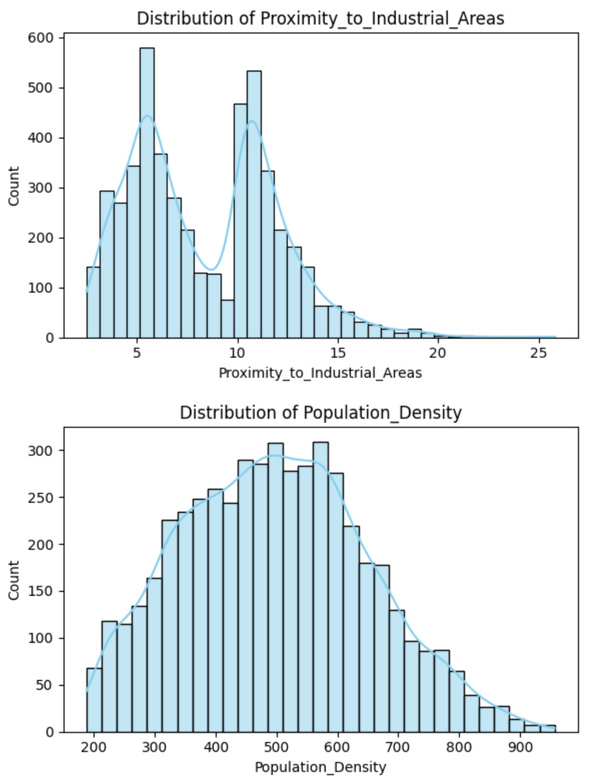 Distribution of Proximity_to_Industrial_Areas
600
500
400
300
200
100
0
Count
5 10 15 20 25
Proximity_to_Industrial_Areas
Distribution of Population_Density
300
250
200
150
100
50
0
Count
200 300 400 500 600 700 800 900
Population_Density